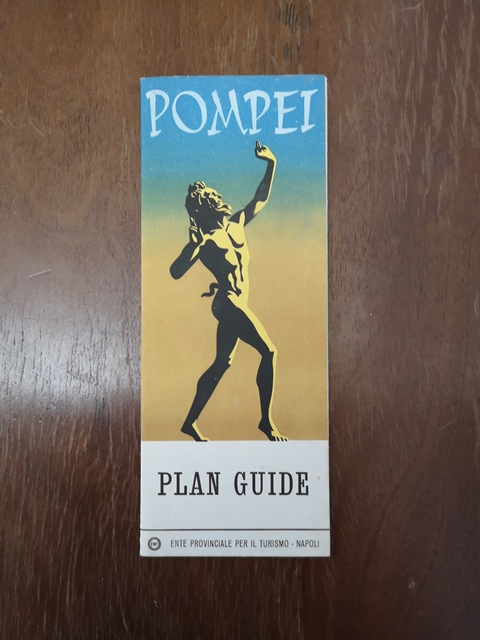 POMPEI
PLAN GUIDE
ENTE PROVINCIALE PER IL TURISMO - NAPOLI